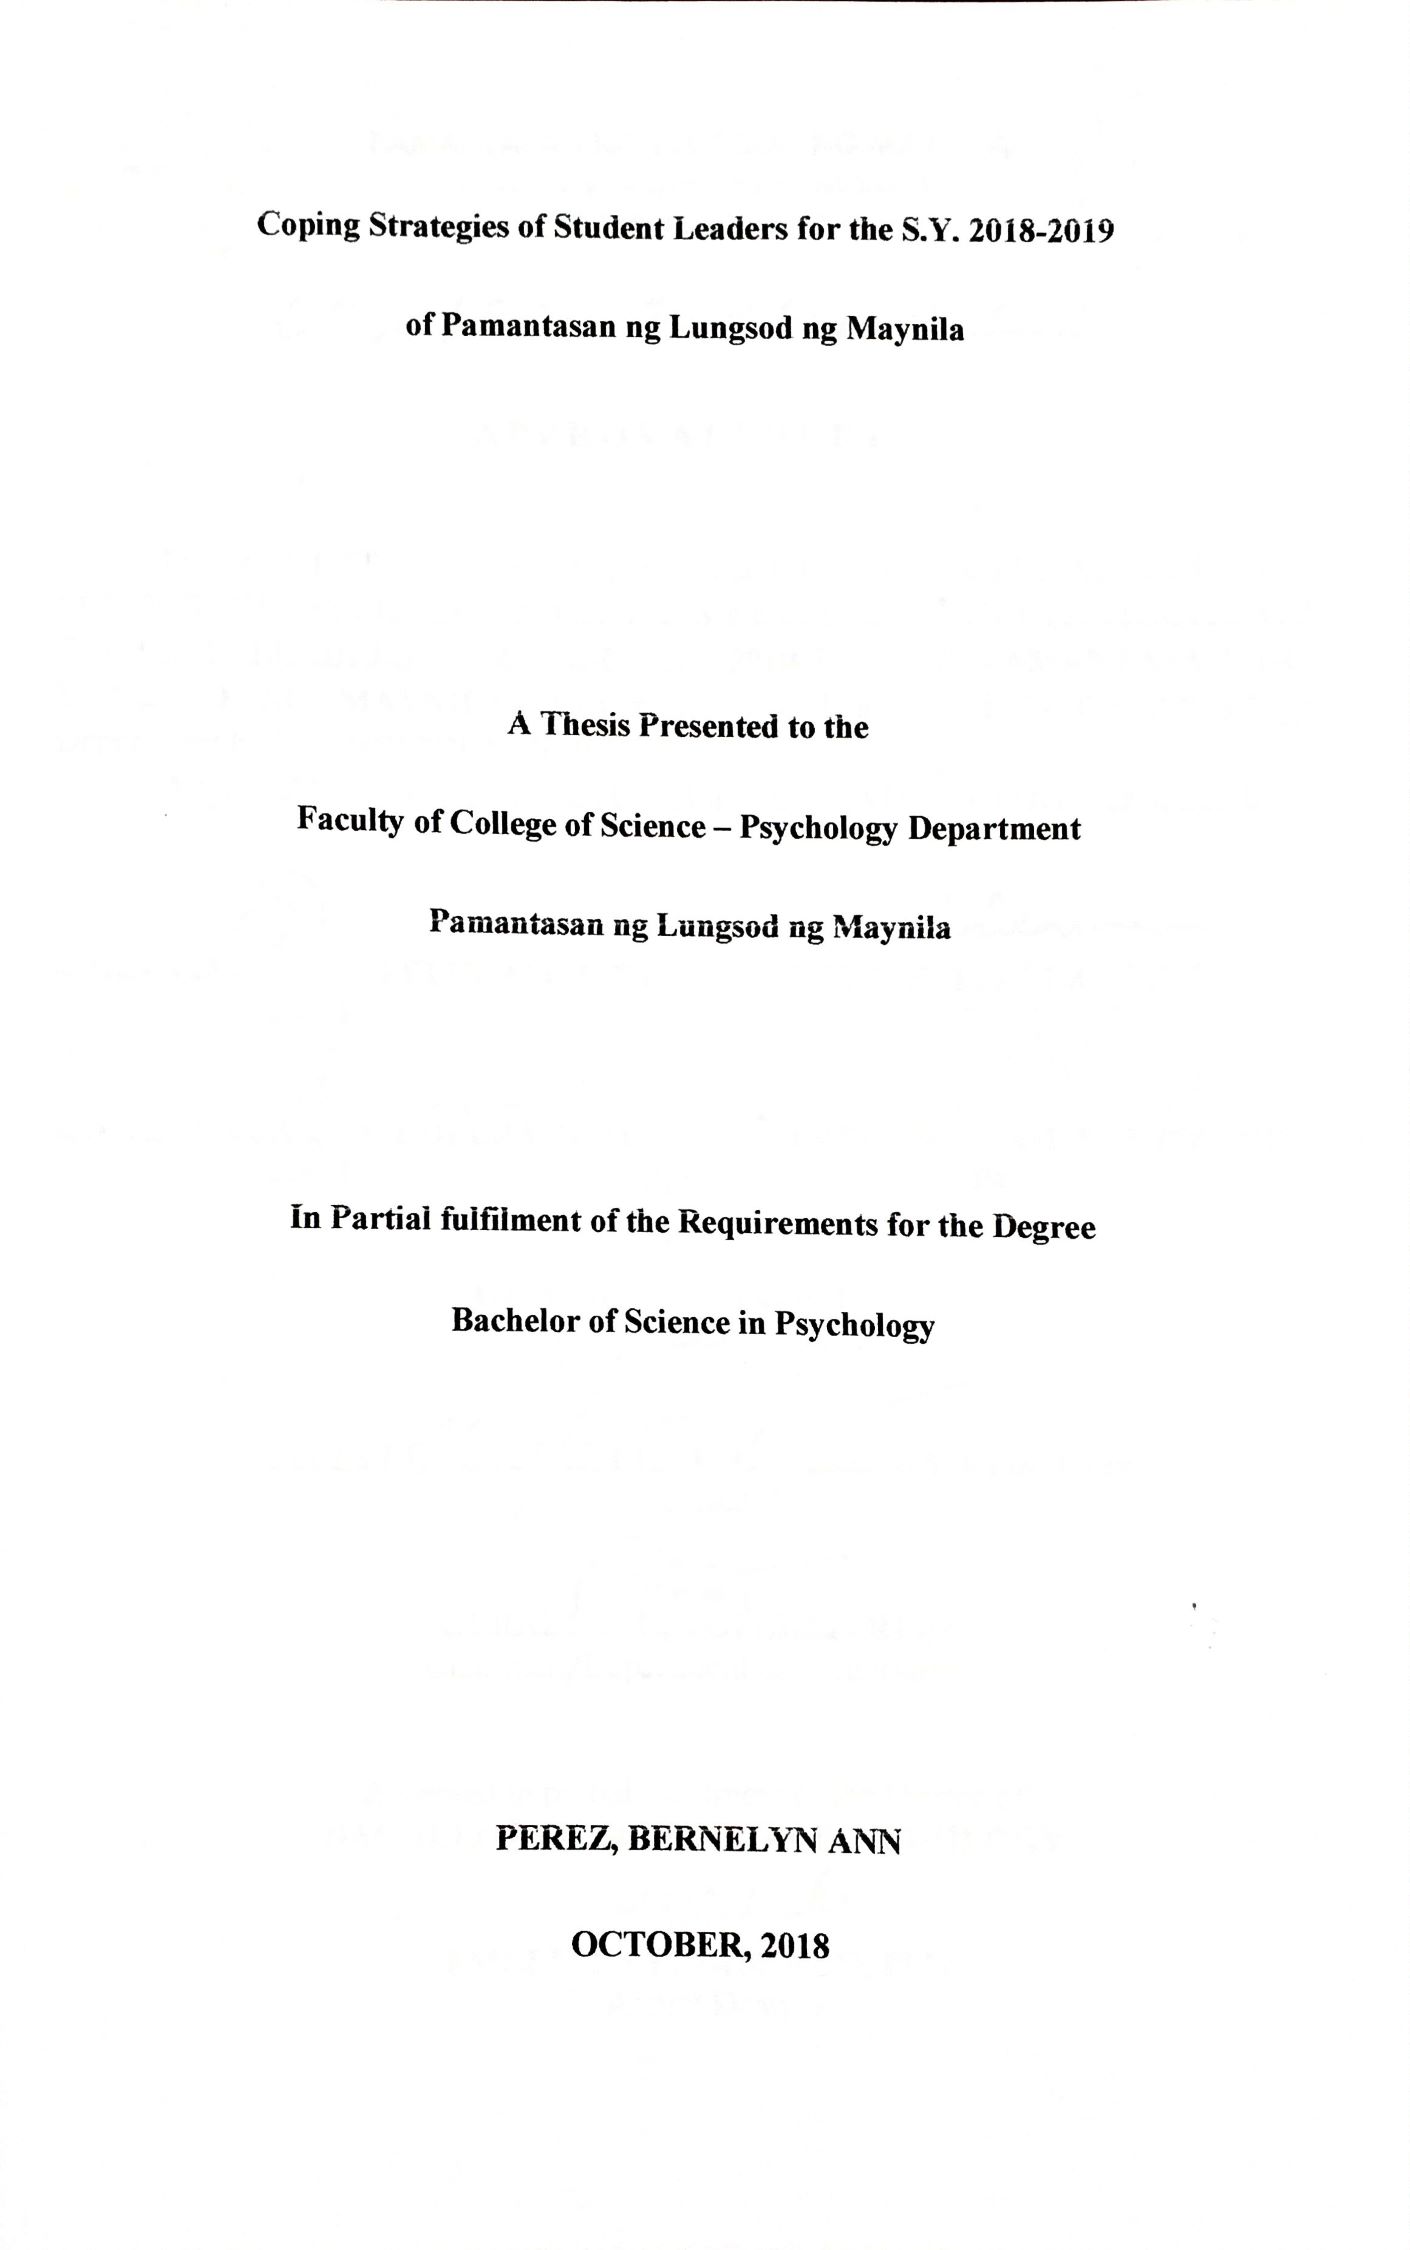 Coping Strategies of Student Leaders for the S.Y. 2018-2019
of Pamantasan ng Lungsod ng Maynila
A Thesis Presented to the
Faculty of College of Science – Psychology Department
Pamantasan ng Lungsod ng Maynila
In Partial fulfilment of the Requirements for the Degree
Bachelor of Science in Psychology
PEREZ, BERNELYN ANN
OCTOBER, 2018